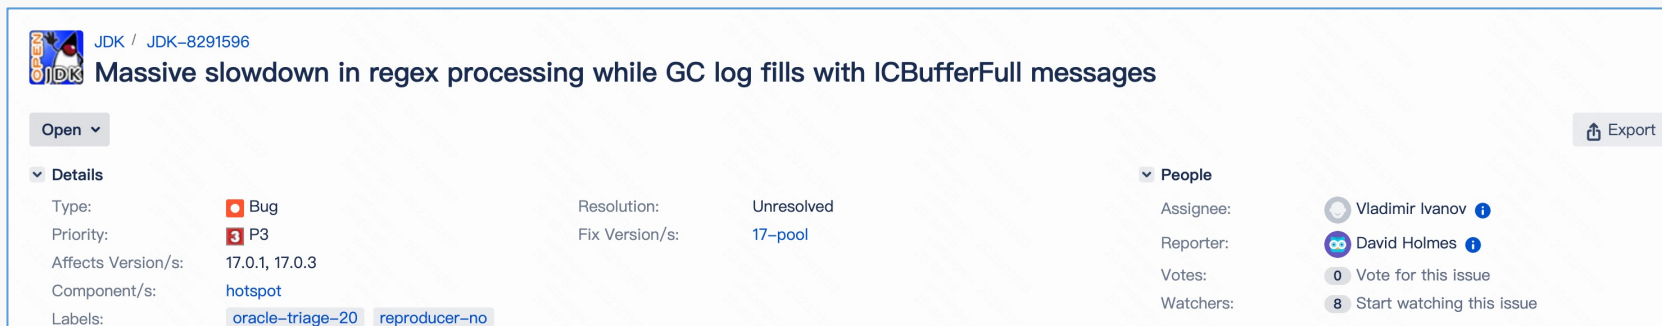 OPEN
JDK
JDK / JDK-8291596
Massive slowdown in regex processing while GC log fills with ICBufferFull messages
Open
Export
Details
People
Type: Bug Resolution: Unresolved Assignee: Vladimir Ivanov
Priority: 3 P3 Fix Version/s: 17-pool Reporter: David Holmes
Affects Version/s: 17.0.1, 17.0.3 Votes: 0 Vote for this issue
Component/s: hotspot Watchers: 8 Start watching this issue
Labels: oracle-triage-20 reproducer-no